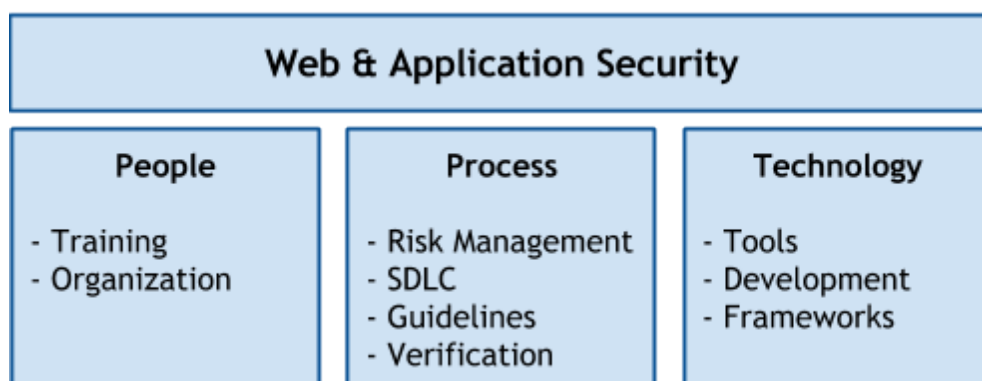 Web & Application Security
People
- Training
- Organization
Process
- Risk Management
- SDLC
- Guidelines
- Verification
Technology
- Tools
- Development
- Frameworks